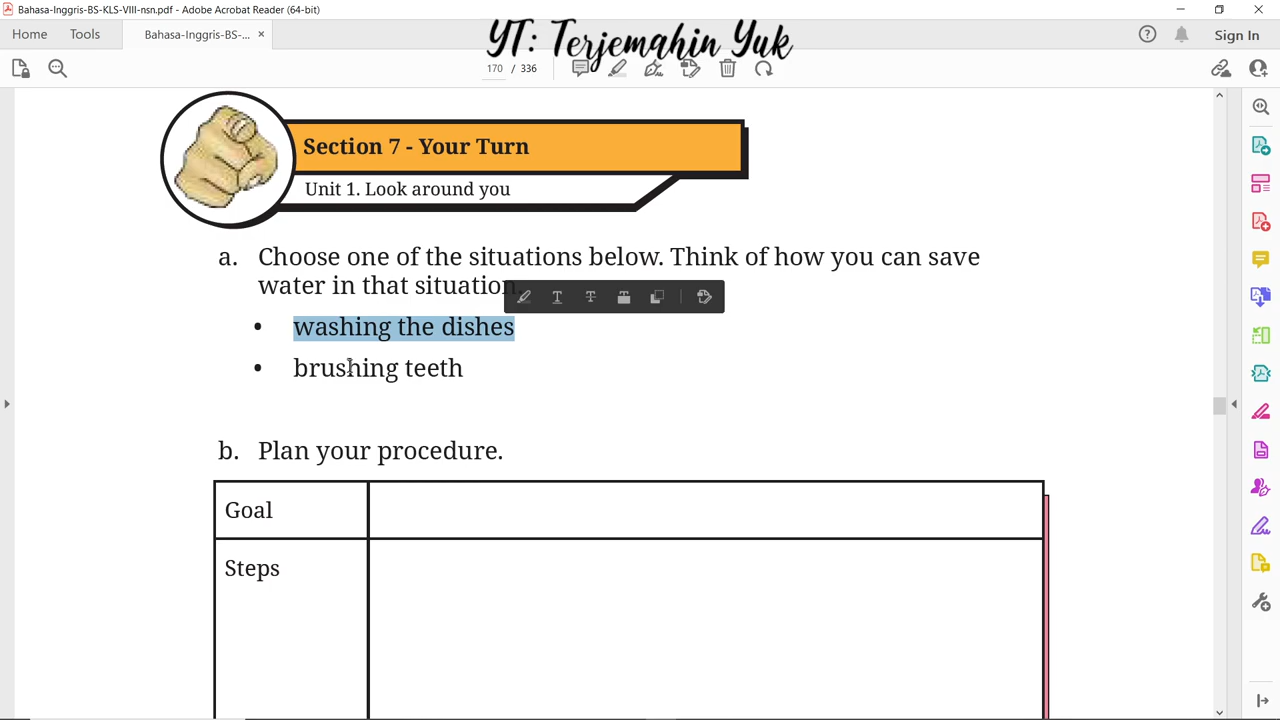 Bahasa-Inggris-BS-KLS-VIII-nsn.pdf - Adobe Acrobat Reader (64-bit)
Home Tools Bahasa-Inggris-BS-... × Sign In
YT: Terjemahin Yuk
170 / 336
Section 7 - Your Turn
Unit 1. Look around you
a. Choose one of the situations below. Think of how you can save
water in that situation.
• washing the dishes
• brushing teeth
b. Plan your procedure.
Goal
Steps